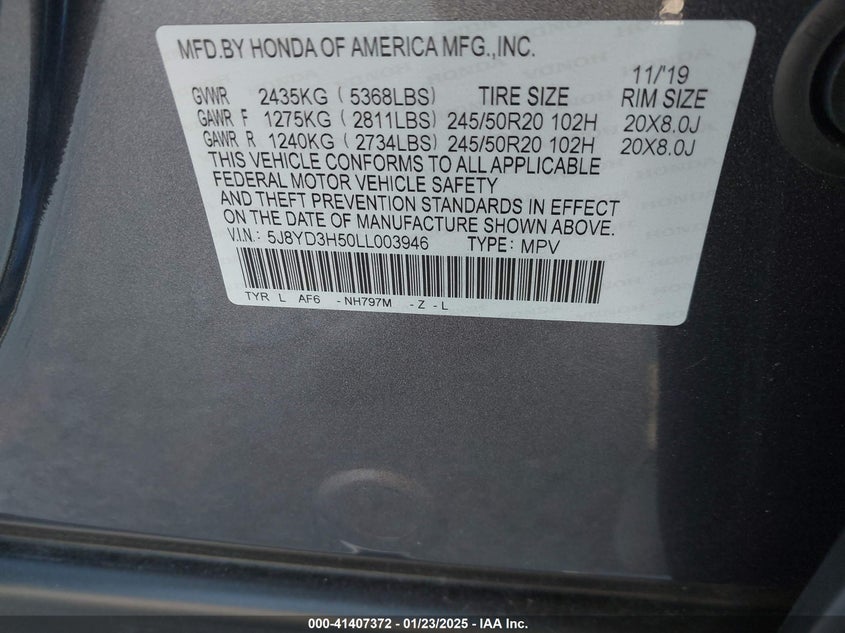 MFD.BY HONDA OF AMERICA MFG.,INC.
11/'19
GVWR 2435KG ( 5368LBS) TIRE SIZE RIM SIZE
GAWR F 1275KG ( 2811LBS) 245/50R20 102H 20X8.0J
GAWR R 1240KG ( 2734LBS) 245/50R20 102H 20X8.0J
THIS VEHICLE CONFORMS TO ALL APPLICABLE
FEDERAL MOTOR VEHICLE SAFETY
AND THEFT PREVENTION STANDARDS IN EFFECT
ON THE DATE OF MANUFACTURE SHOWN ABOVE.
V.I.N.: 5J8YD3H50LL003946 TYPE: MPV
TYR L AF6 -NH797M -Z -L
000-41407372 — 01/23/2025 — © IAA Inc.